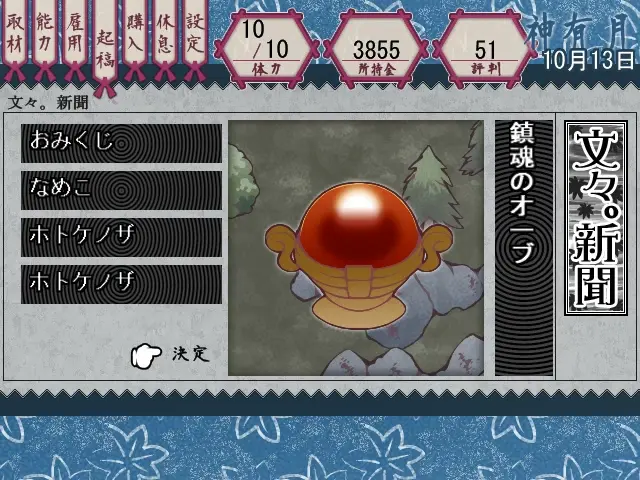 取材
能力
雇用
起稿
購入
休息
設定
10
/10
体力
3855
所持金
51
評判
神有月
10月13日
文々。新聞
おみくじ
なめこ
ホトケノザ
ホトケノザ
決定
鎮魂のオーブ
文々。新聞